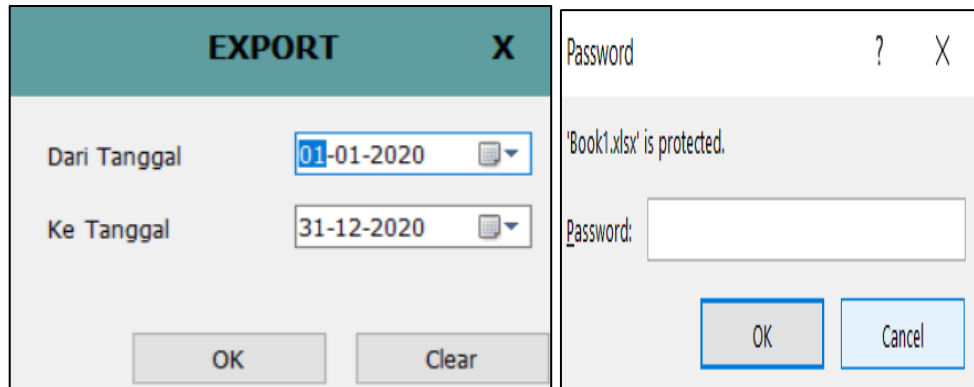 EXPORT X
Dari Tanggal 01-01-2020
Ke Tanggal 31-12-2020
OK Clear
Password ? X
'Book1.xlsx' is protected.
Password:
OK Cancel